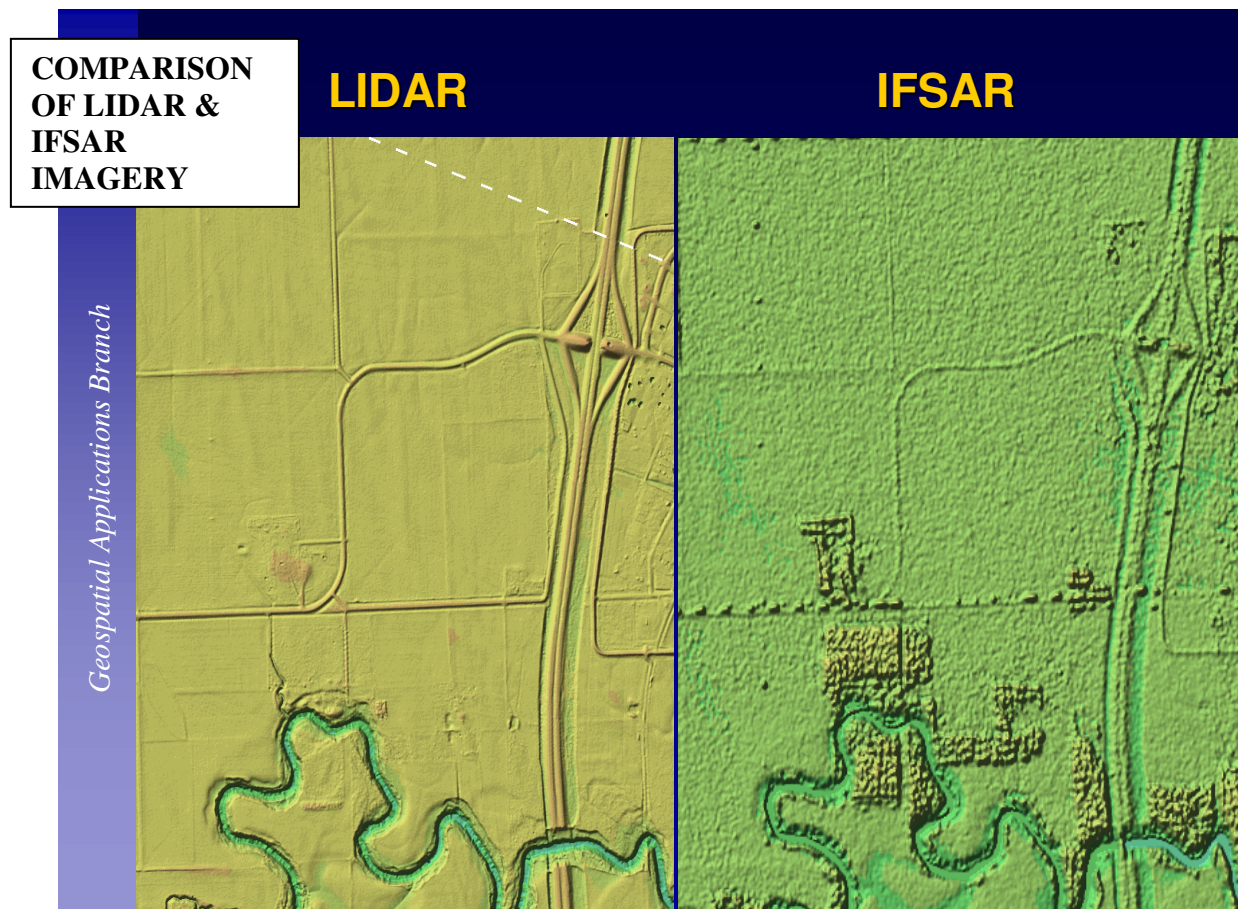 COMPARISON
OF LIDAR &
IFSAR
IMAGERY
LIDAR
IFSAR
Geospatial Applications Branch